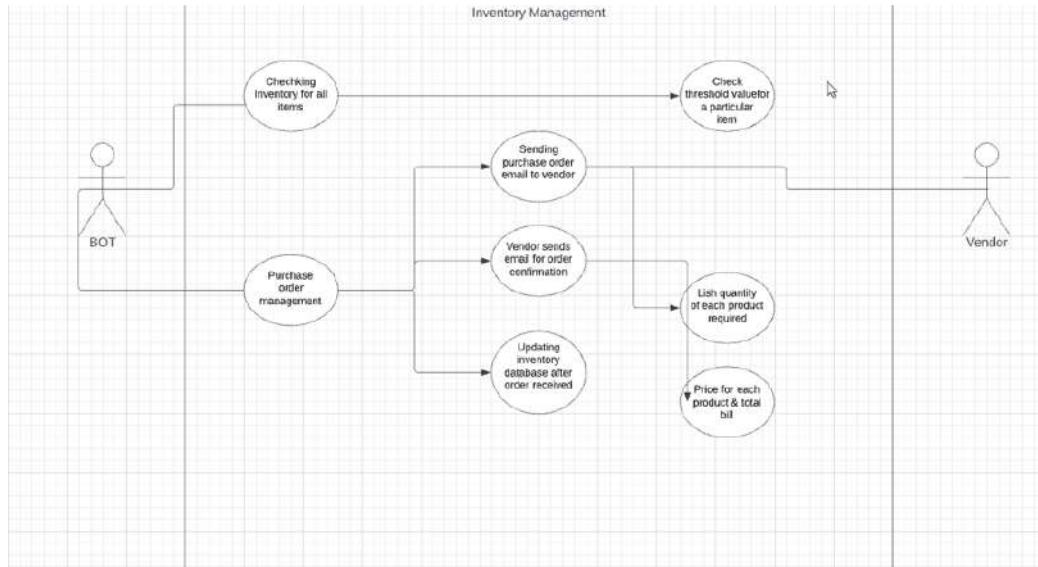 Inventory Management
Chechking
Inventory for all
items
Check
threshold valuefor
a particular
item
Sending
purchase order
email to vendor
BOT
Vendor
Vendor sends
email for order
confirmation
Purchase
order
management
Lish quantity
of each product
required
Updating
inventory
database after
order received
Price for each
product & total
bill